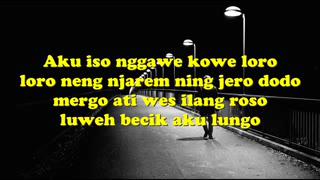 Aku iso nggawe kowe loro
loro neng njarem ning jero dodo
mergo ati wes ilang roso
luweh becik aku lungo